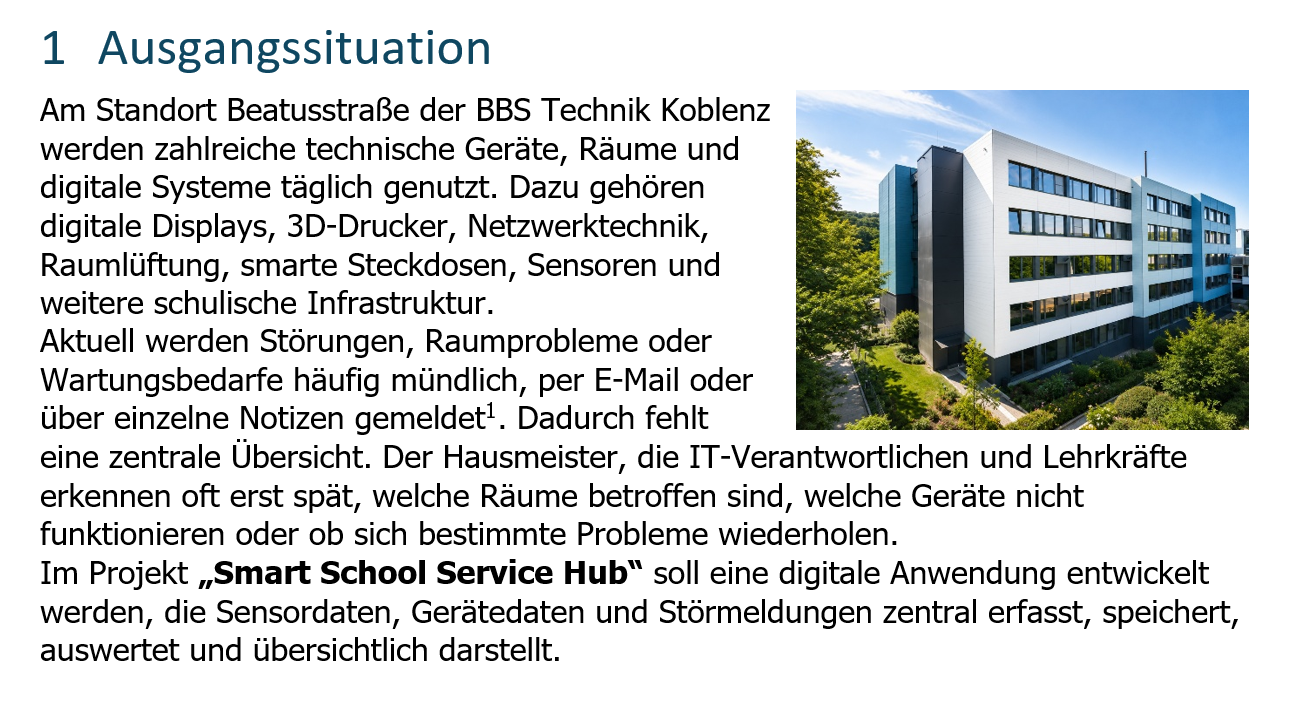 1 Ausgangssituation
Am Standort Beatusstraße der BBS Technik Koblenz
werden zahlreiche technische Geräte, Räume und
digitale Systeme täglich genutzt. Dazu gehören
digitale Displays, 3D-Drucker, Netzwerktechnik,
Raumlüftung, smarte Steckdosen, Sensoren und
weitere schulische Infrastruktur.
Aktuell werden Störungen, Raumprobleme oder
Wartungsbedarfe häufig mündlich, per E-Mail oder
über einzelne Notizen gemeldet¹. Dadurch fehlt
eine zentrale Übersicht. Der Hausmeister, die IT-Verantwortlichen und Lehrkräfte
erkennen oft erst spät, welche Räume betroffen sind, welche Geräte nicht
funktionieren oder ob sich bestimmte Probleme wiederholen.
Im Projekt „Smart School Service Hub“ soll eine digitale Anwendung entwickelt
werden, die Sensordaten, Gerätedaten und Störmeldungen zentral erfasst, speichert,
auswertet und übersichtlich darstellt.